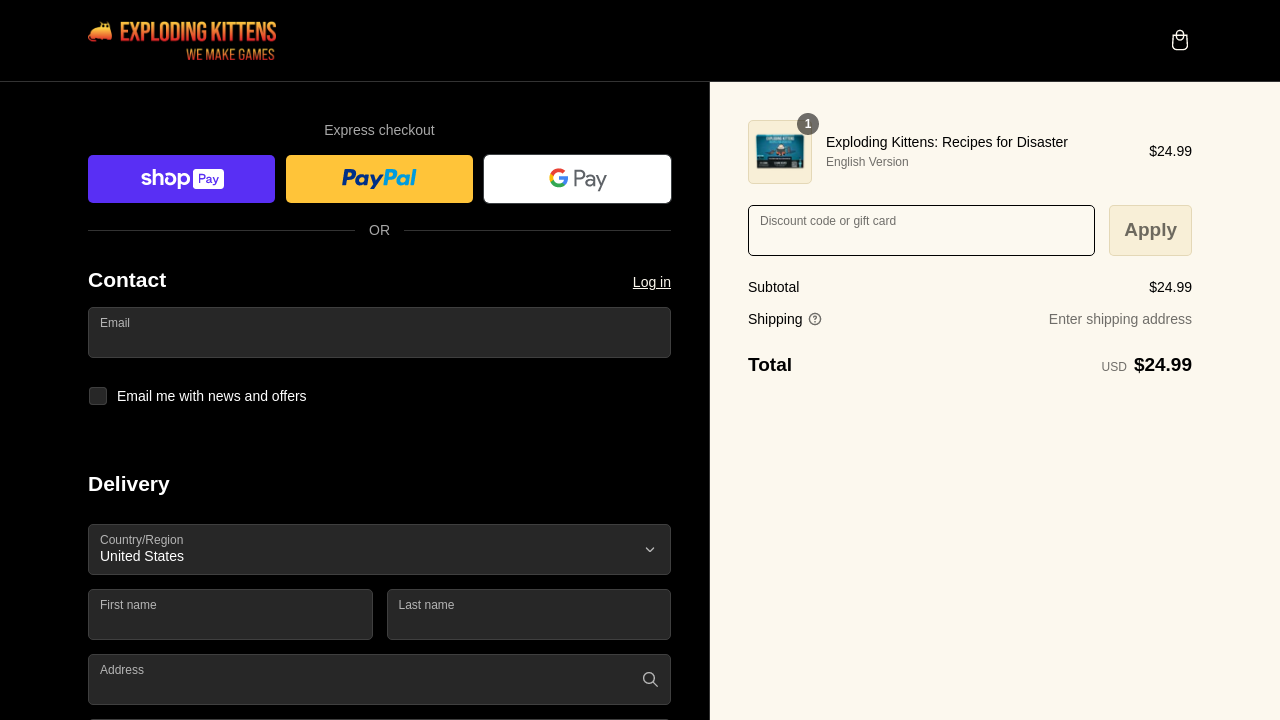 EXPLODING KITTENS
WE MAKE GAMES
Express checkout
shop Pay
PayPal
G Pay
OR
Contact
Log in
Email
Email me with news and offers
Delivery
Country/Region
United States
First name
Last name
Address
1
Exploding Kittens: Recipes for Disaster
English Version
$24.99
Discount code or gift card
Apply
Subtotal
$24.99
Shipping
Enter shipping address
Total
USD $24.99